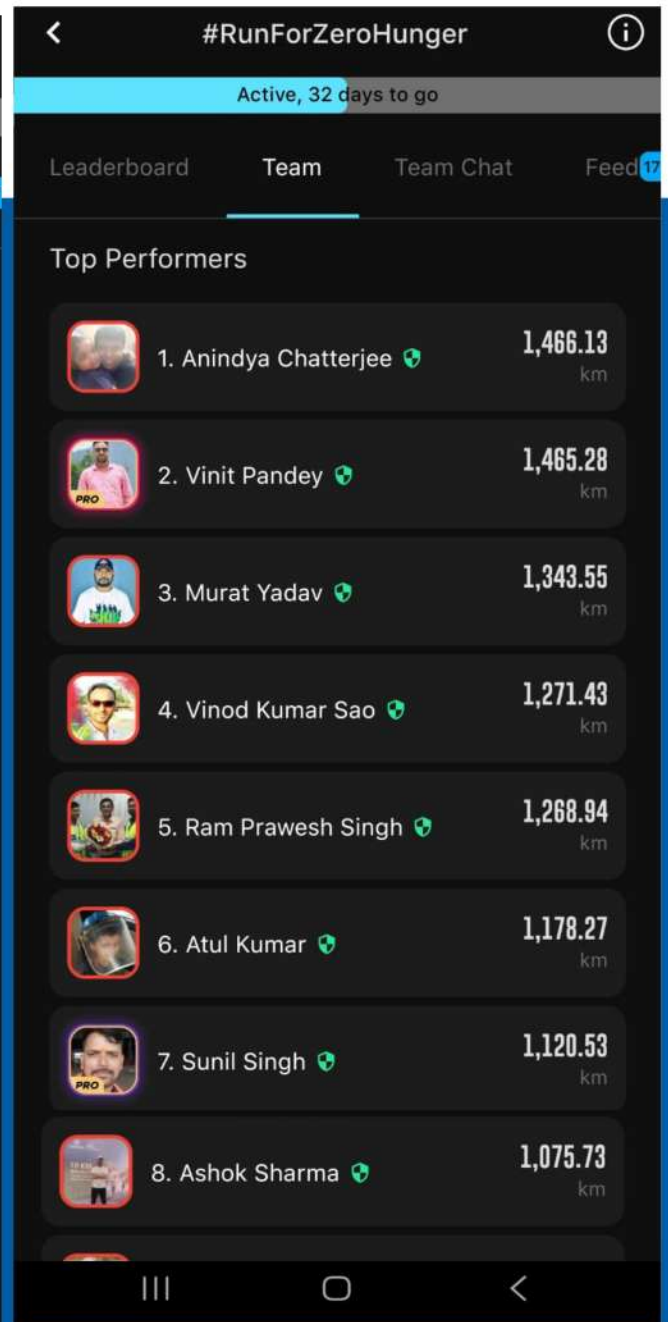 #RunForZeroHunger
Active, 32 days to go
Leaderboard Team Team Chat Feed 17
Top Performers
1. Anindya Chatterjee 1,466.13 km
PRO
2. Vinit Pandey 1,465.28 km
3. Murat Yadav 1,343.55 km
4. Vinod Kumar Sao 1,271.43 km
5. Ram Prawesh Singh 1,268.94 km
6. Atul Kumar 1,178.27 km
PRO
7. Sunil Singh 1,120.53 km
8. Ashok Sharma 1,075.73 km